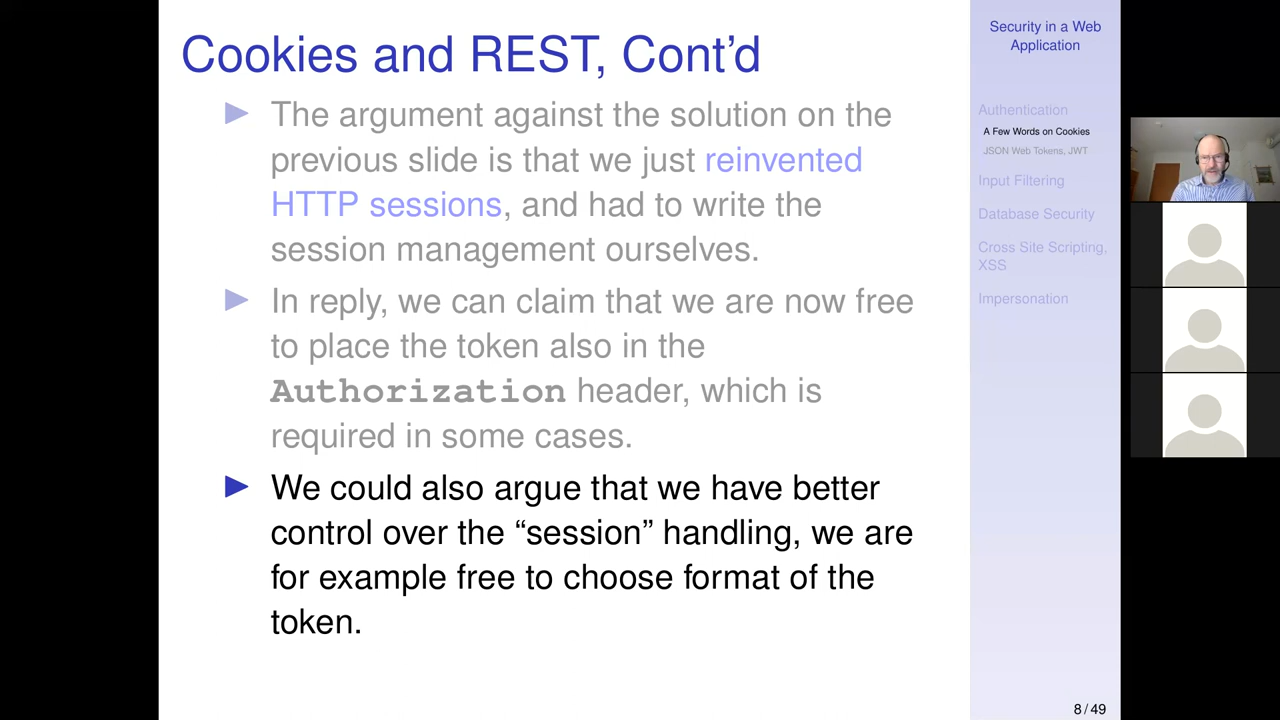 Cookies and REST, Cont’d
The argument against the solution on the
previous slide is that we just reinvented
HTTP sessions, and had to write the
session management ourselves.
In reply, we can claim that we are now free
to place the token also in the
Authorization header, which is
required in some cases.
We could also argue that we have better
control over the “session” handling, we are
for example free to choose format of the
token.
Security in a Web
Application
Authentication
A Few Words on Cookies
JSON Web Tokens, JWT
Input Filtering
Database Security
Cross Site Scripting,
XSS
Impersonation
8 / 49